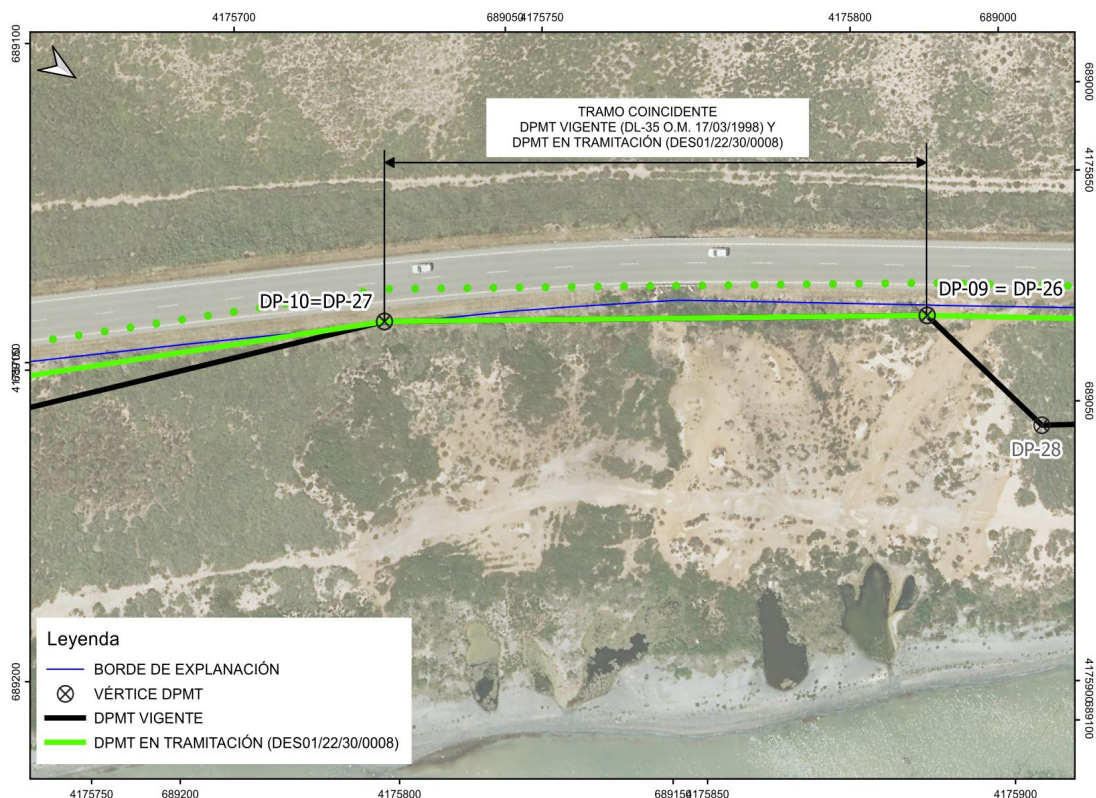 4175700
689050
4175750
4175800
689000
689100
689000
4175850
TRAMO COINCIDENTE
DPMT VIGENTE (DL-35 O.M. 17/03/1998) Y
DPMT EN TRAMITACIÓN (DES01/22/30/0008)
DP-10=DP-27
DP-09 = DP-26
689050
DP-28
Leyenda
BORDE DE EXPLANACIÓN
VÉRTICE DPMT
DPMT VIGENTE
DPMT EN TRAMITACIÓN (DES01/22/30/0008)
689200
4175900
689100
4175750
689200
4175800
689150
4175850
4175900